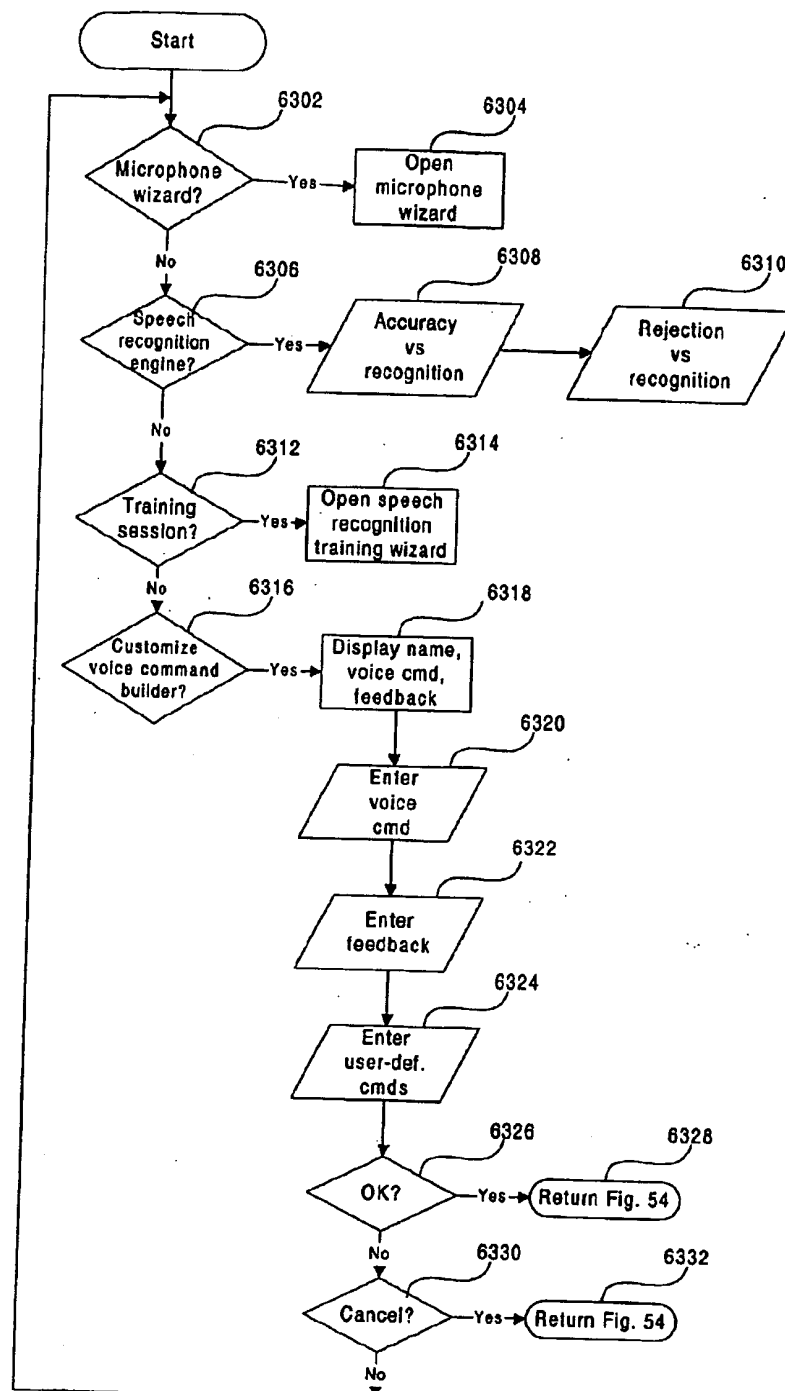 Start
6302
Microphone
wizard?
Yes
6304
Open
microphone
wizard
No
6306
Speech
recognition
engine?
Yes
6308
Accuracy
vs
recognition
6310
Rejection
vs
recognition
No
6312
Training
session?
Yes
6314
Open speech
recognition
training wizard
No
6316
Customize
voice command
builder?
Yes
6318
Display name,
voice cmd,
feedback
6320
Enter
voice
cmd
6322
Enter
feedback
6324
Enter
user-def.
cmds
6326
OK?
Yes
6328
Return Fig. 54
No
6330
Cancel?
Yes
6332
Return Fig. 54
No